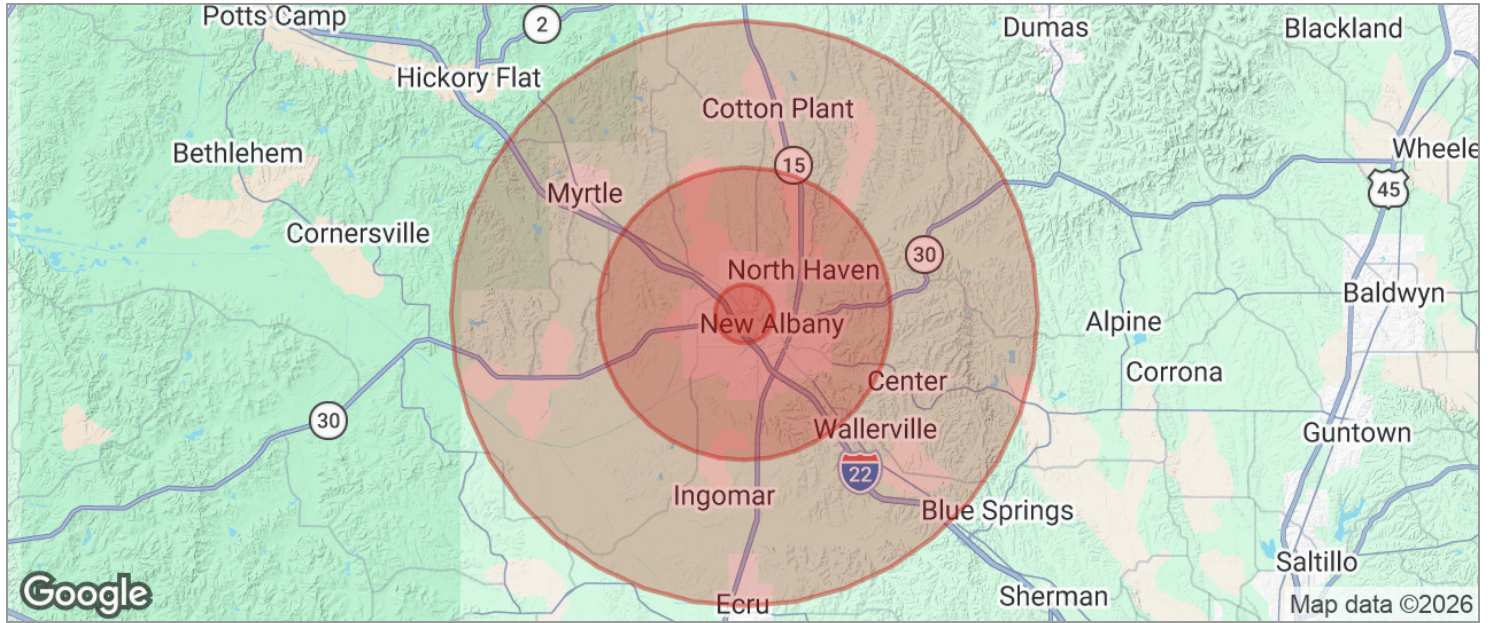 Potts Camp
2
Dumas
Blackland
Hickory Flat
Cotton Plant
Bethlehem
Wheele
15
45
Myrtle
Cornersville
30
North Haven
Baldwyn
New Albany
Alpine
Center
Corrona
30
Wallerville
Guntown
22
Ingomar
Blue Springs
Saltillo
Google
Ecru
Sherman
Map data ©2026